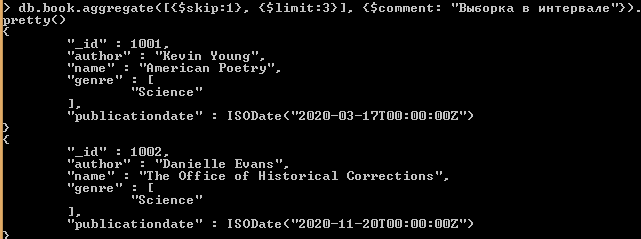 > db.book.aggregate([{$skip:1}, {$limit:3}], {$comment: "Выборка в интервале"}).
pretty()
{
"_id" : 1001,
"author" : "Kevin Young",
"name" : "American Poetry",
"genre" : [
"Science"
],
"publicationdate" : ISODate("2020-03-17T00:00:00Z")
}
{
"_id" : 1002,
"author" : "Danielle Evans",
"name" : "The Office of Historical Corrections",
"genre" : [
"Science"
],
"publicationdate" : ISODate("2020-11-20T00:00:00Z")
}